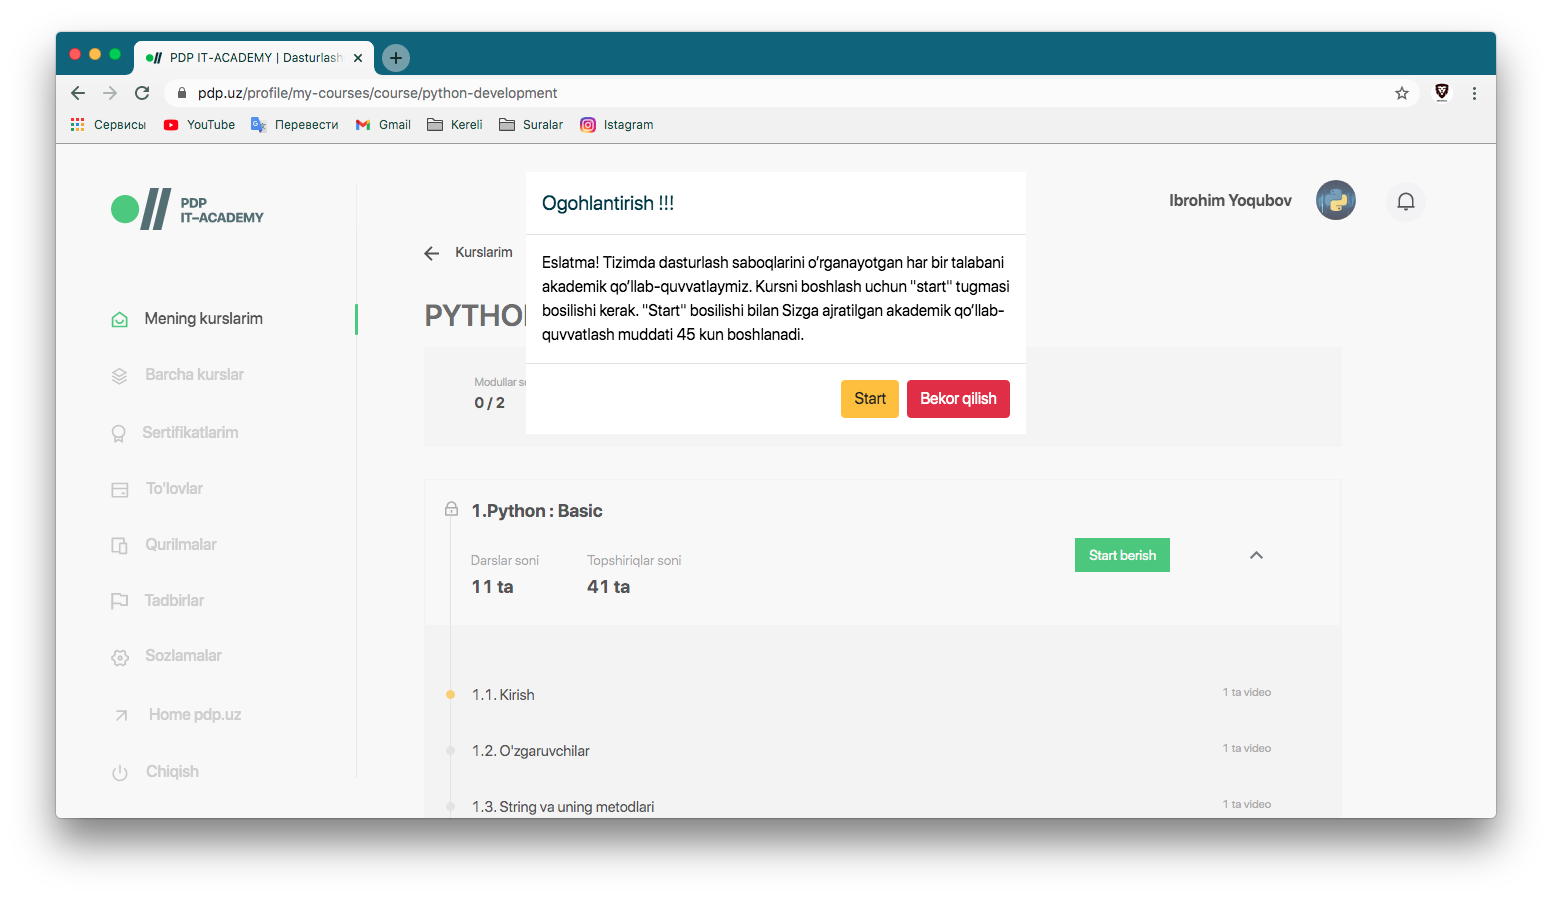 PDP IT-ACADEMY | Dasturlash
pdp.uz/profile/my-courses/course/python-development
Сервисы YouTube Перевести Gmail Kereli Suralar Istagram
PDP
IT-ACADEMY
Ibrohim Yoqubov
Mening kurslarim
Barcha kurslar
Sertifikatlarim
To'lovlar
Qurilmalar
Tadbirlar
Sozlamalar
Home pdp.uz
Chiqish
Kurslarim
Ogohlantirish !!!
Eslatma! Tizimda dasturlash saboqlarini o‘rganayotgan har bir talabani
akademik qo‘llab-quvvatlaymiz. Kursni boshlash uchun "start" tugmasi
bosilishi kerak. "Start" bosilishi bilan Sizga ajratilgan akademik qo‘llab-
quvvatlash muddati 45 kun boshlanadi.
Start Bekor qilish
Modullar
0 / 2
1.Python : Basic
Darslar soni Topshiriqlar soni
11 ta 41 ta
Start berish
1.1. Kirish 1 ta video
1.2. O'zgaruvchilar 1 ta video
1.3. String va uning metodlari 1 ta video